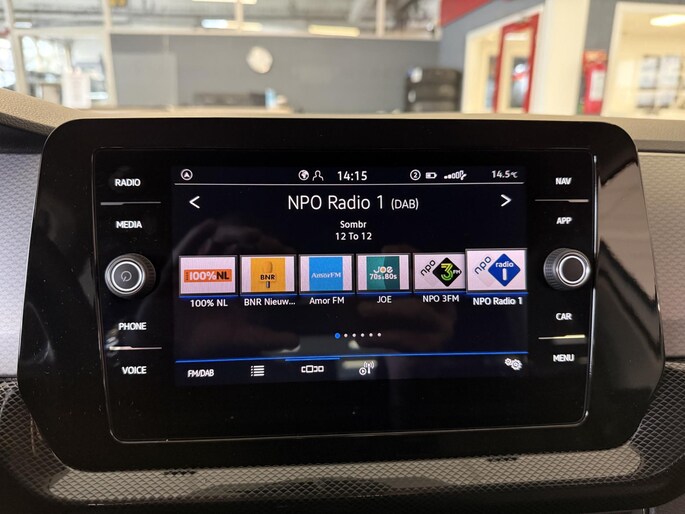 RADIO
MEDIA
PHONE
VOICE
14:15
2
14.5°C
NPO Radio 1 (DAB)
Sombr
12 To 12
100%NL
BNR
AmorFM
JOE
70s&80s
npo 3FM
npo radio 1
100% NL
BNR Nieuw...
Amor FM
JOE
NPO 3FM
NPO Radio 1
FM/DAB
NAV
APP
CAR
MENU